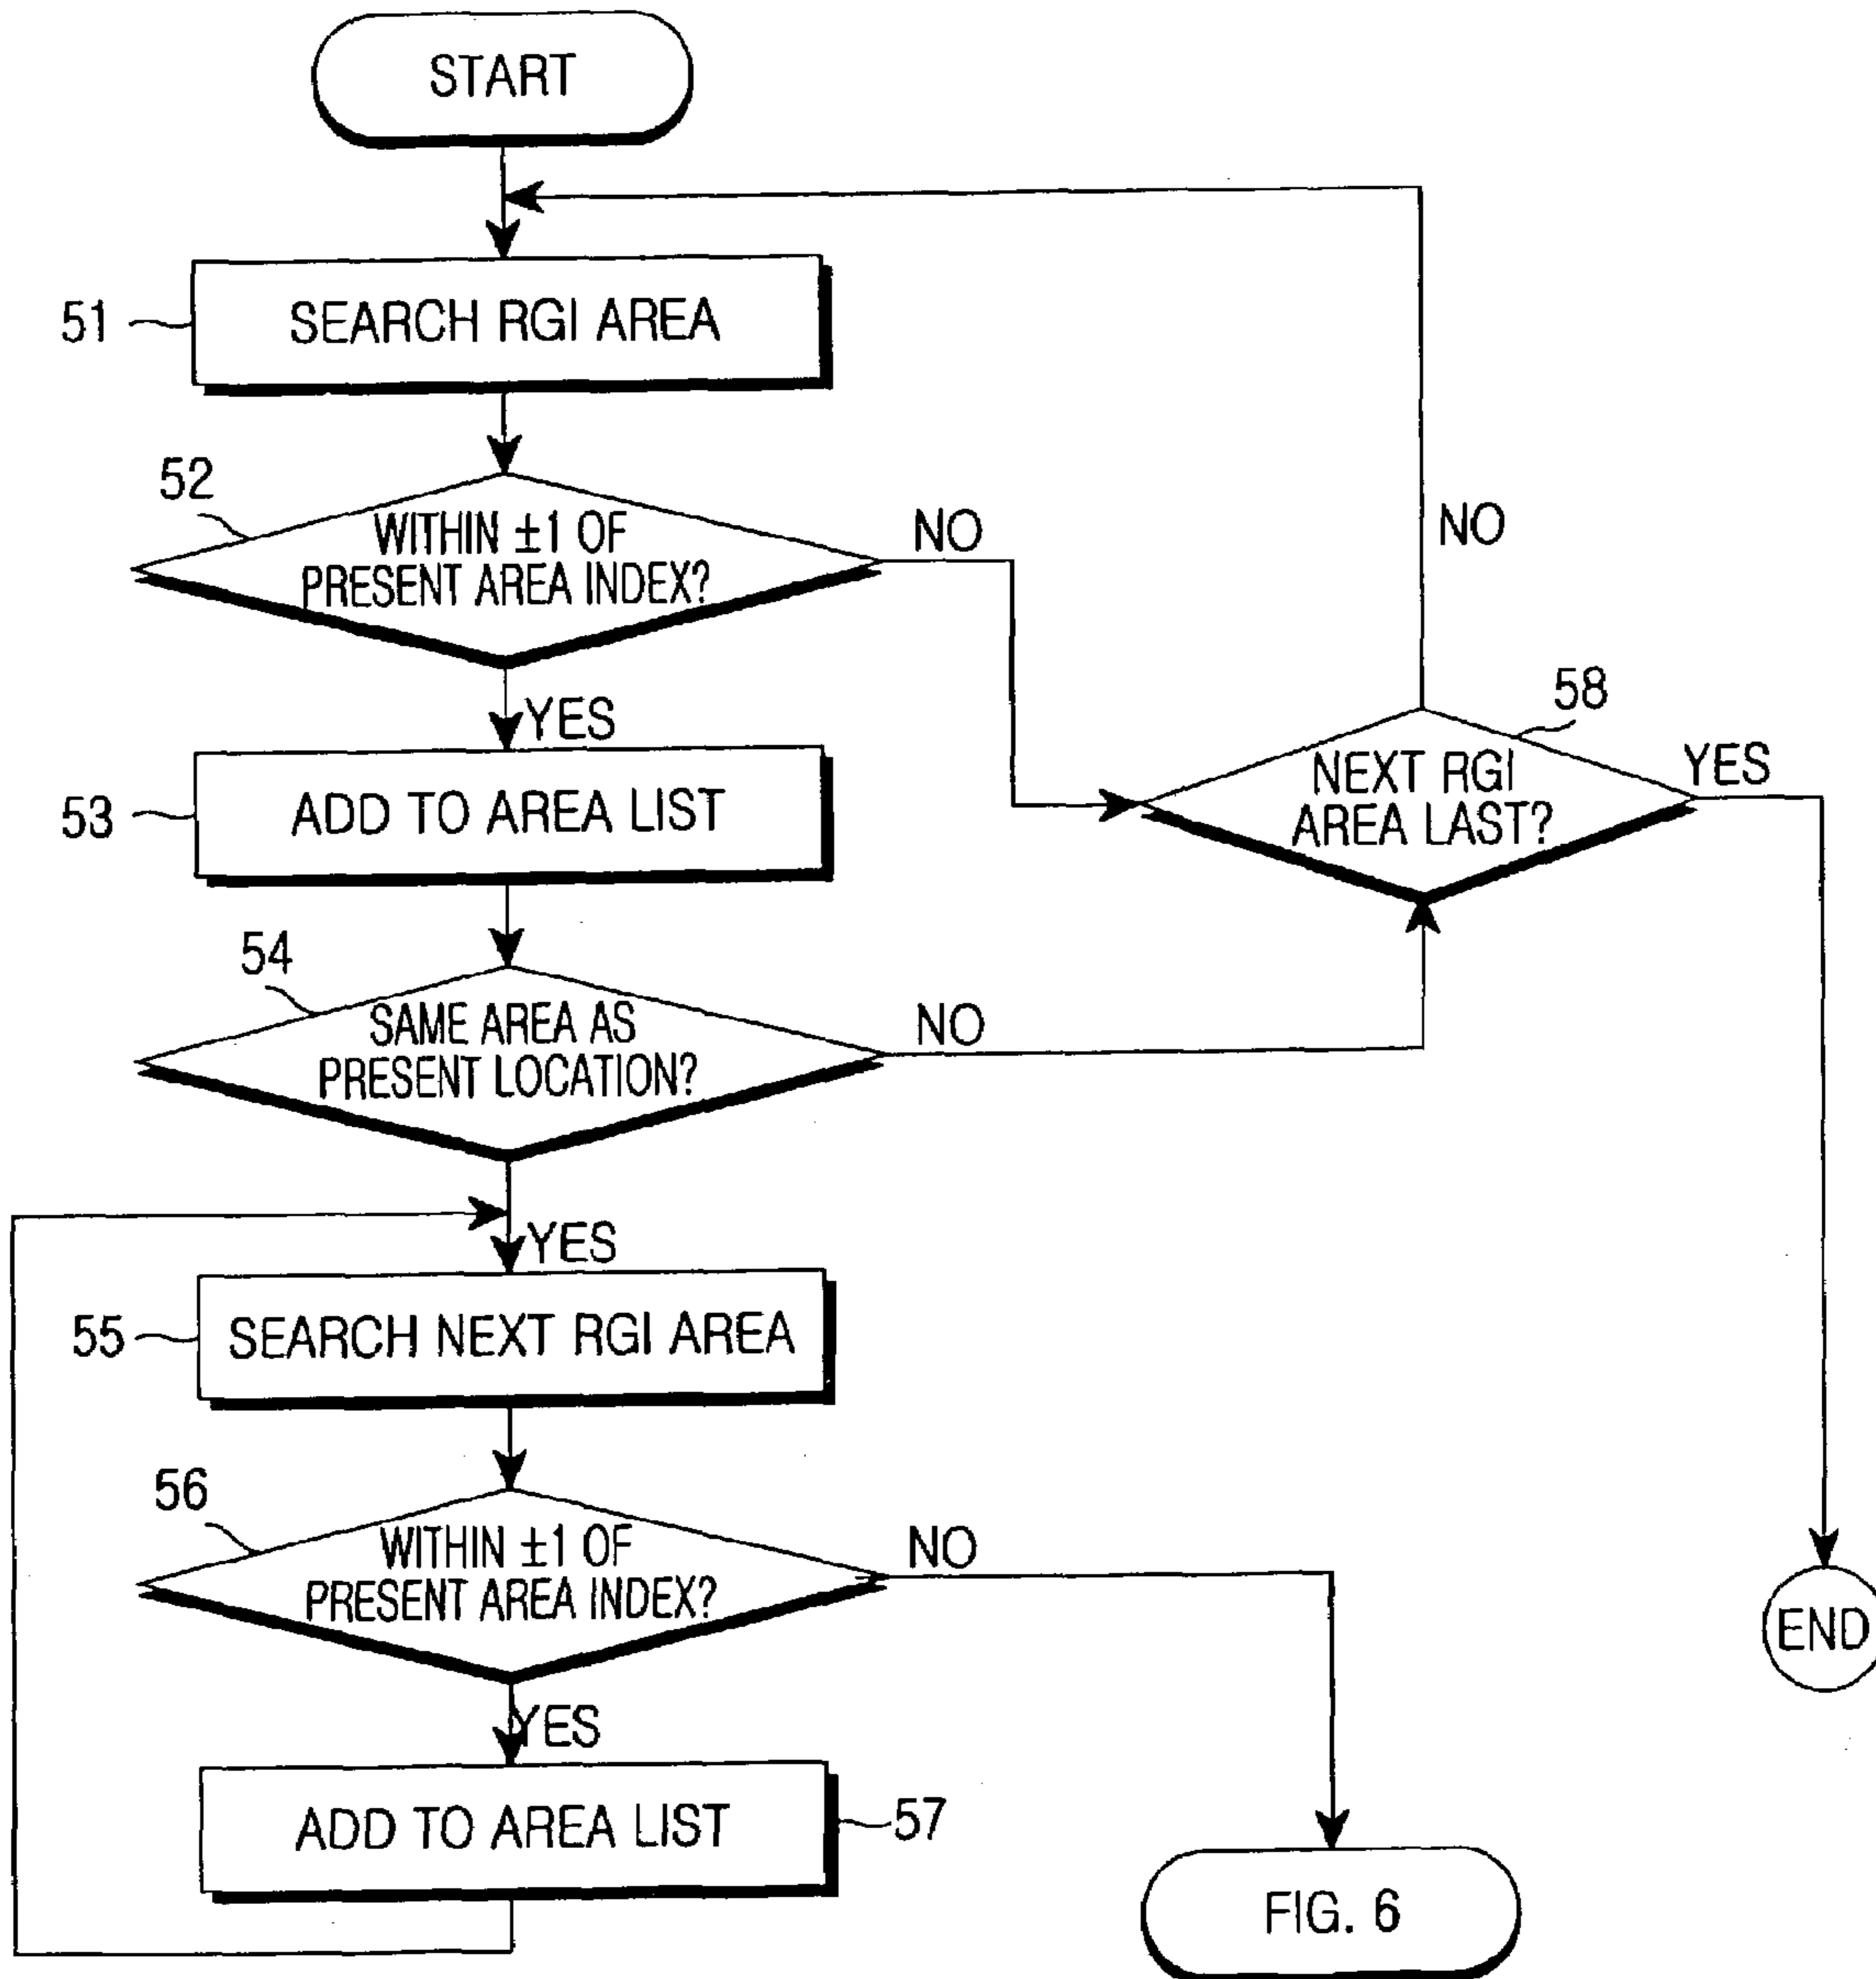 START
51
SEARCH RGI AREA
52
WITHIN ±1 OF
PRESENT AREA INDEX?
NO
YES
NO
58
NEXT RGI
AREA LAST?
YES
53
ADD TO AREA LIST
54
SAME AREA AS
PRESENT LOCATION?
NO
YES
55
SEARCH NEXT RGI AREA
56
WITHIN ±1 OF
PRESENT AREA INDEX?
NO
YES
END
ADD TO AREA LIST
57
FIG. 6